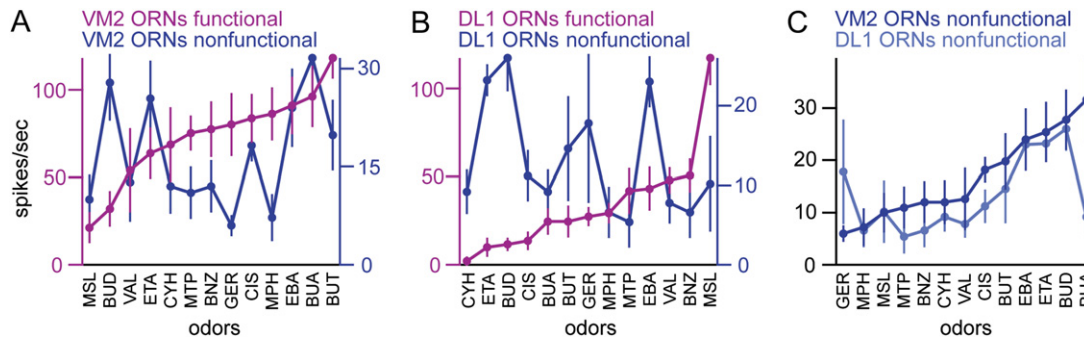 A
VM2 ORNs functional
VM2 ORNs nonfunctional
spikes/sec
100
50
0
30
15
0
MSL
BUD
VAL
ETA
CYH
MTP
BNZ
GER
CIS
MPH
EBA
BUA
BUT
odors
B
DL1 ORNs functional
DL1 ORNs nonfunctional
100
50
0
20
10
0
CYH
ETA
BUD
CIS
BUA
BUT
GER
MPH
MTP
EBA
VAL
BNZ
MSL
odors
C
VM2 ORNs nonfunctional
DL1 ORNs nonfunctional
30
20
10
0
GER
MPH
MSL
MTP
BNZ
CYH
VAL
CIS
BUT
EBA
ETA
BUD
BUA
odors